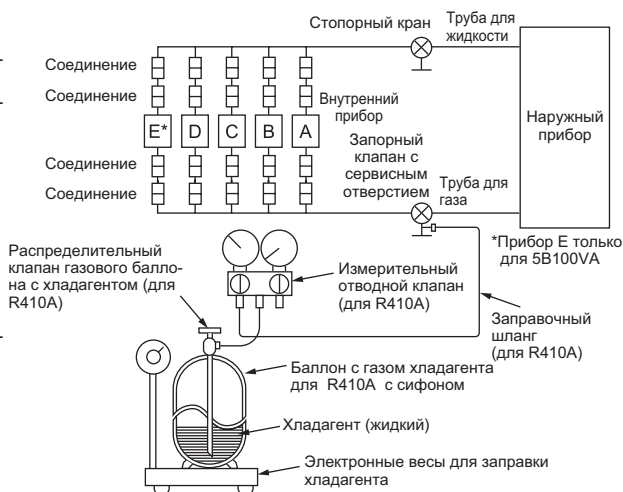 Стопорный кран
Труба для
жидкости
Соединение
Соединение
Внутренний
прибор
E*
D
C
B
A
Наружный
прибор
Запорный
клапан с
сервисным
отверстием
Соединение
Соединение
Труба для
газа
*Прибор E только
для 5B100VA
Распределительный
клапан газового балло-
на с хладагентом (для
R410A)
Измерительный
отводной клапан
(для R410A)
Заправочный
шланг
(для R410A)
Баллон с газом хладагента
для R410A с сифоном
Хладагент (жидкий)
Электронные весы для заправки
хладагента